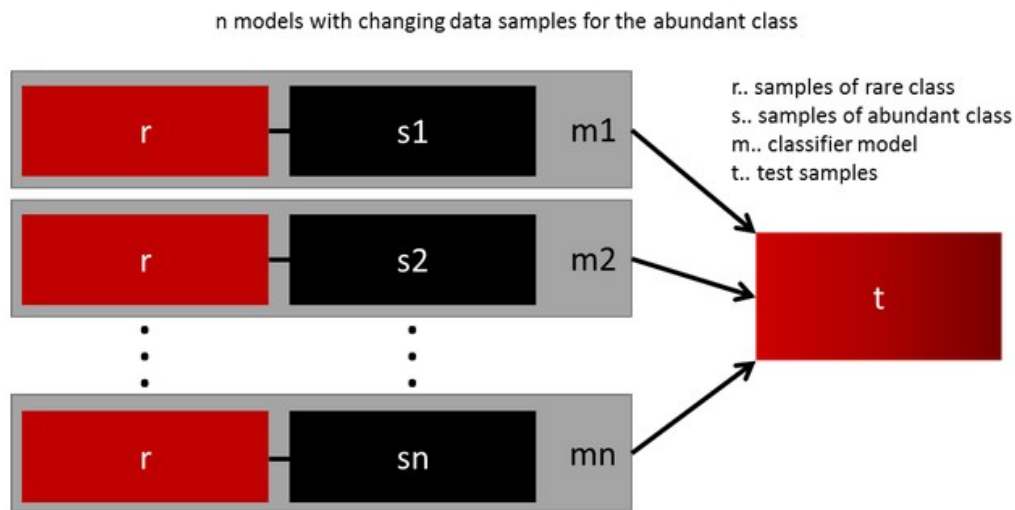 n models with changing data samples for the abundant class
r.. samples of rare class
s.. samples of abundant class
m.. classifier model
t.. test samples
r s1 m1
r s2 m2
t
r sn mn